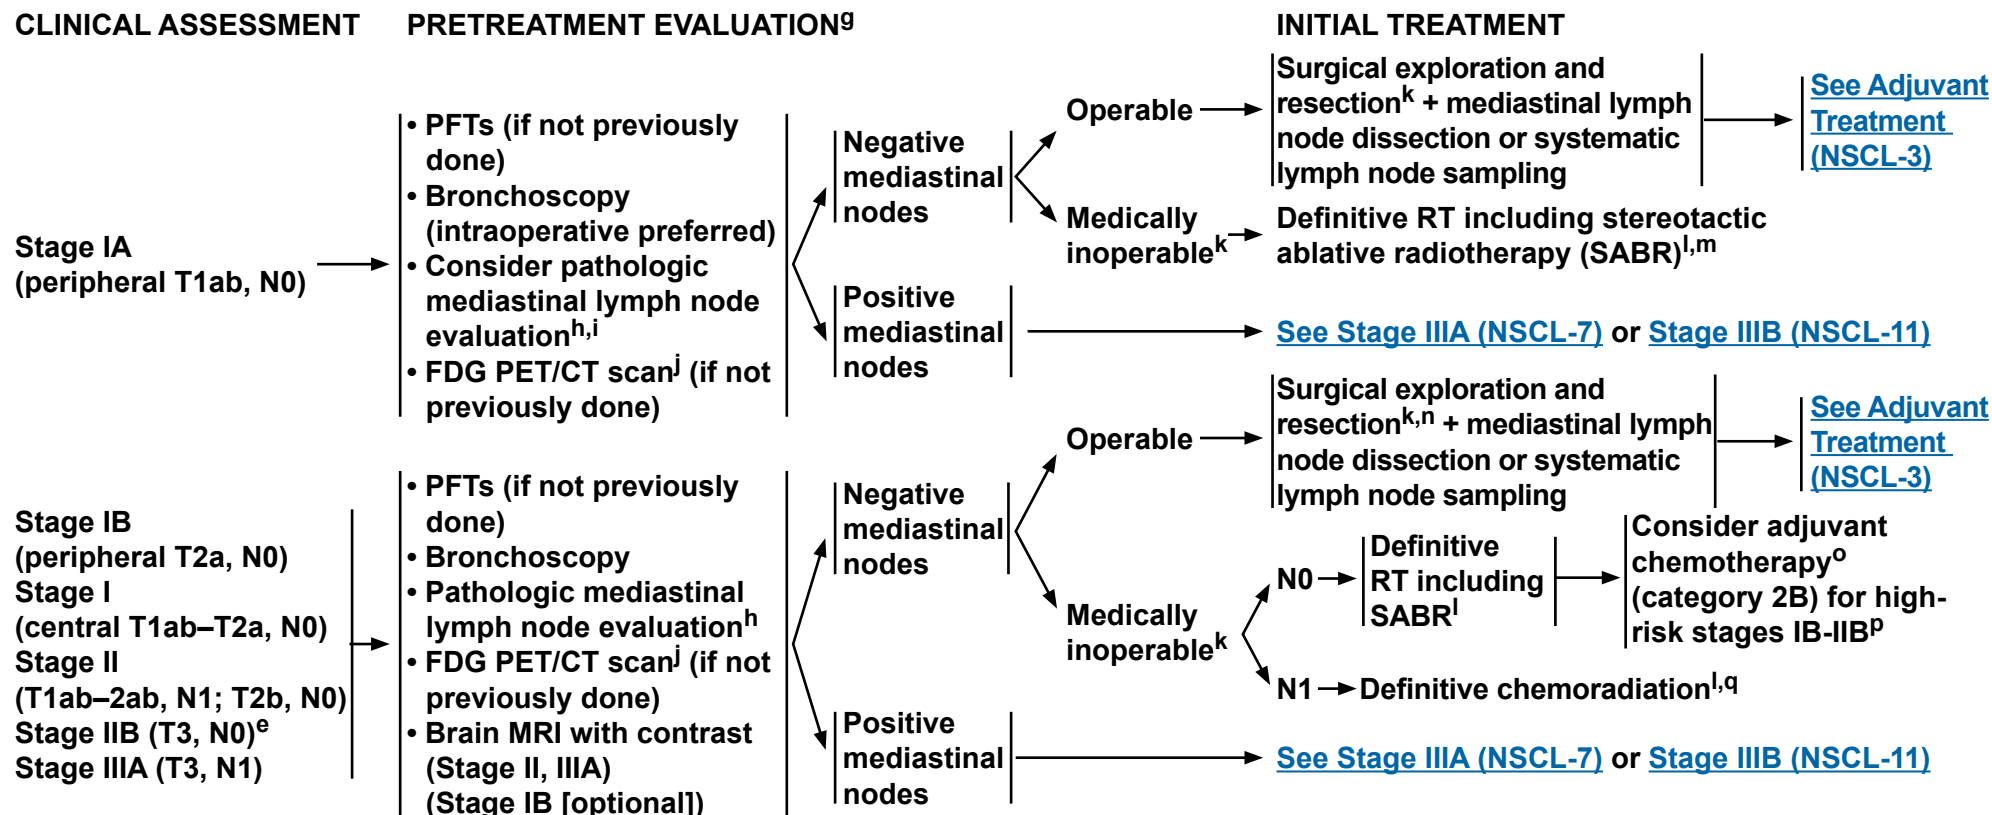 CLINICAL ASSESSMENT
PRETREATMENT EVALUATIONg
INITIAL TREATMENT
Stage IA
(peripheral T1ab, N0)
• PFTs (if not previously
done)
• Bronchoscopy
(intraoperative preferred)
• Consider pathologic
mediastinal lymph node
evaluationh,i
• FDG PET/CT scanj (if not
previously done)
Negative
mediastinal
nodes
Operable
Surgical exploration and
resectionk + mediastinal lymph
node dissection or systematic
lymph node sampling
See Adjuvant
Treatment
(NSCL-3)
Medically
inoperablek
Definitive RT including stereotactic
ablative radiotherapy (SABR)l,m
Positive
mediastinal
nodes
See Stage IIIA (NSCL-7) or Stage IIIB (NSCL-11)
Stage IB
(peripheral T2a, N0)
Stage I
(central T1ab–T2a, N0)
Stage II
(T1ab–2ab, N1; T2b, N0)
Stage IIB (T3, N0)e
Stage IIIA (T3, N1)
• PFTs (if not previously
done)
• Bronchoscopy
• Pathologic mediastinal
lymph node evaluationh
• FDG PET/CT scanj (if not
previously done)
• Brain MRI with contrast
(Stage II, IIIA)
(Stage IB [optional])
Negative
mediastinal
nodes
Operable
Surgical exploration and
resectionk,n + mediastinal lymph
node dissection or systematic
lymph node sampling
See Adjuvant
Treatment
(NSCL-3)
Medically
inoperablek
N0
Definitive
RT including
SABRl
Consider adjuvant
chemotherapyo
(category 2B) for high-
risk stages IB-IIBp
N1
Definitive chemoradiationl,q
Positive
mediastinal
nodes
See Stage IIIA (NSCL-7) or Stage IIIB (NSCL-11)